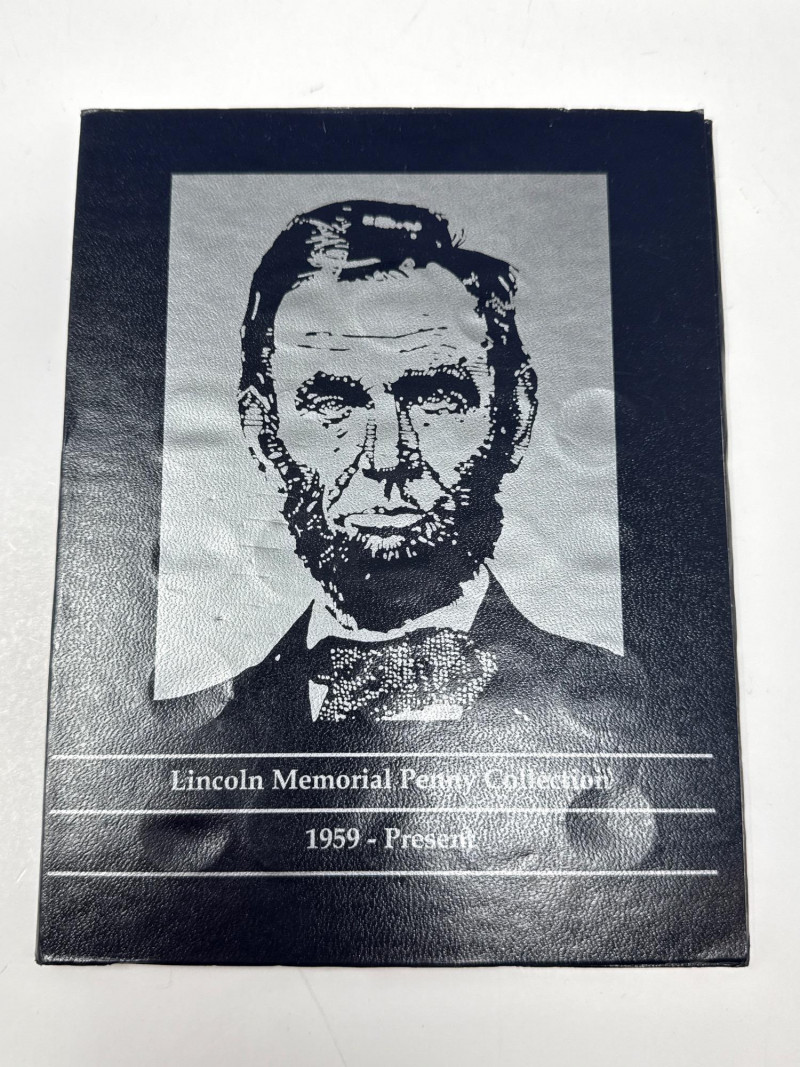 Lincoln Memorial Penny Collection
1959 - Present